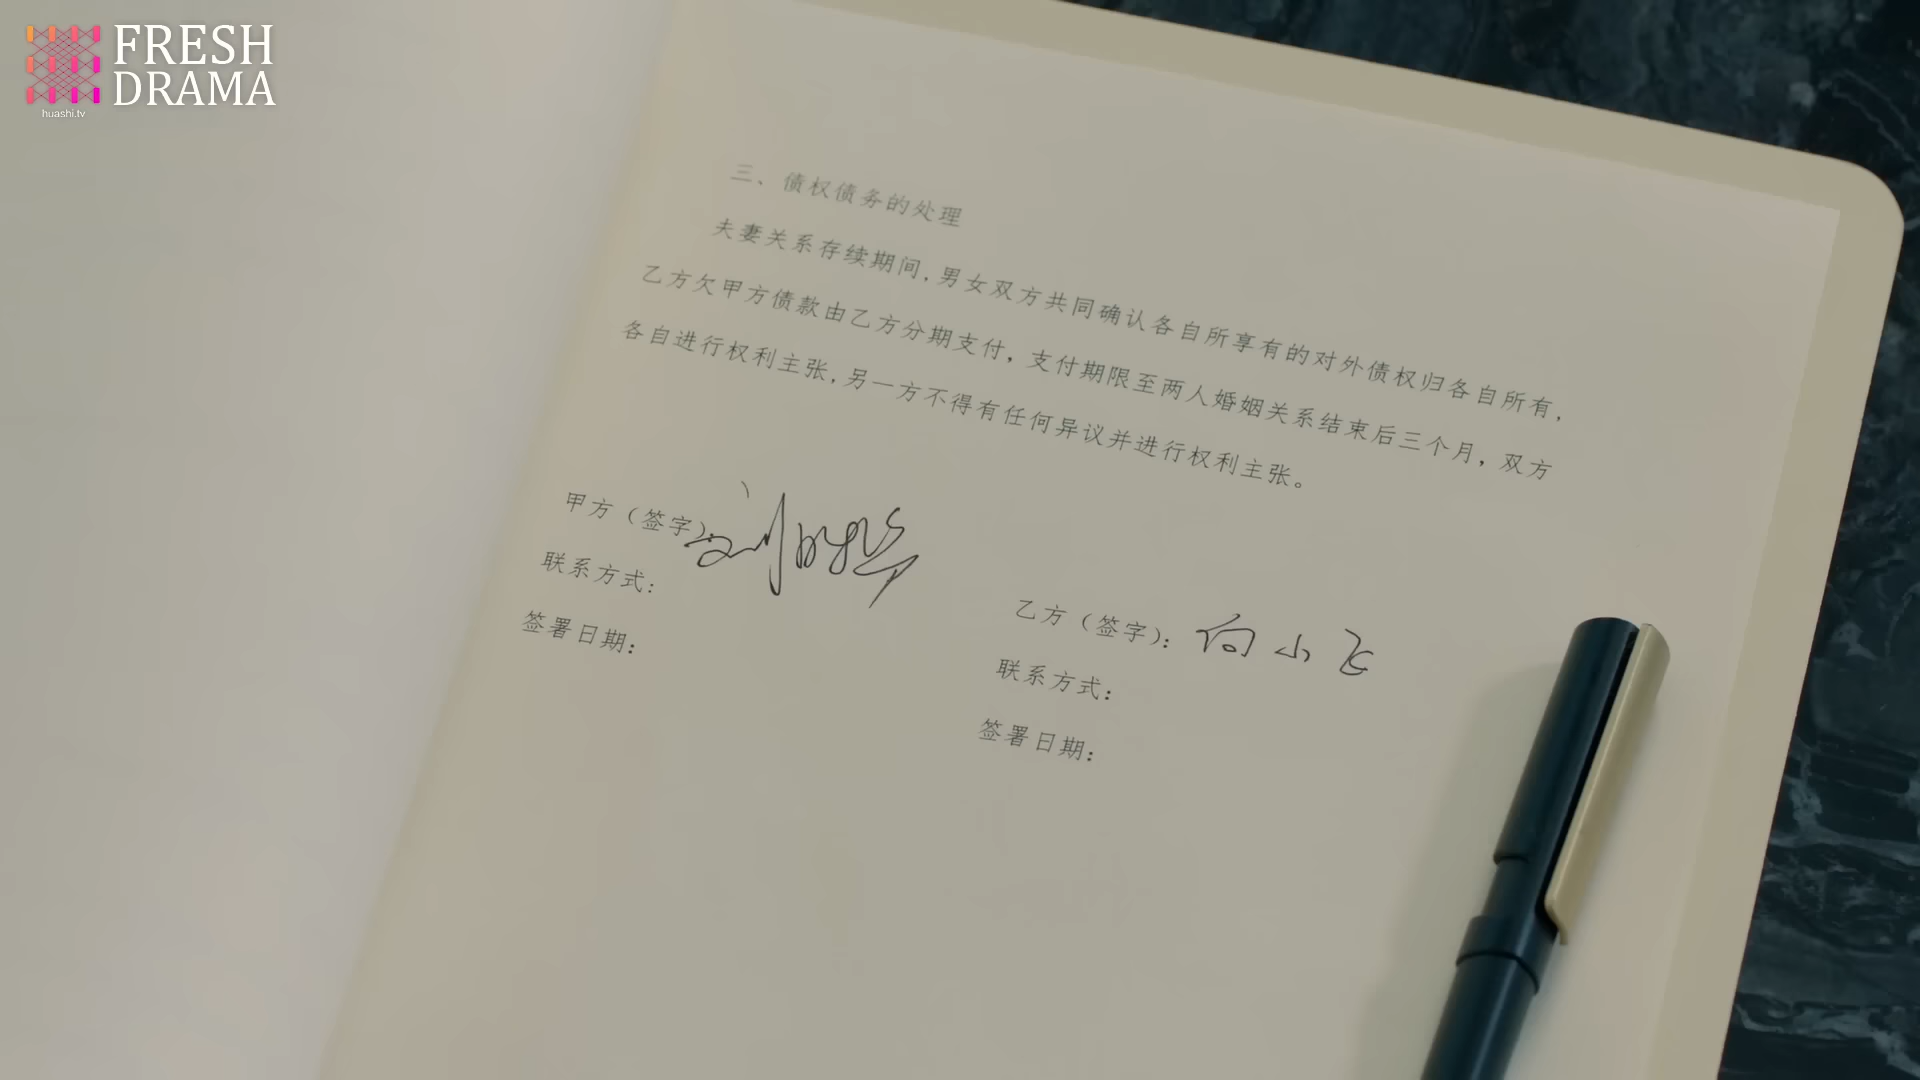 FRESH
DRAMA
huashi.tv
三、债权债务的处理
夫妻关系存续期间,男女双方共同确认各自所享有的对外债权归各自所有,
乙方欠甲方债款由乙方分期支付，支付期限至两人婚姻关系结束后三个月，双方
各自进行权利主张,另一方不得有任何异议并进行权利主张。
甲方（签字）:
联系方式:
签署日期:
乙方（签字）: 向小飞
联系方式:
签署日期: